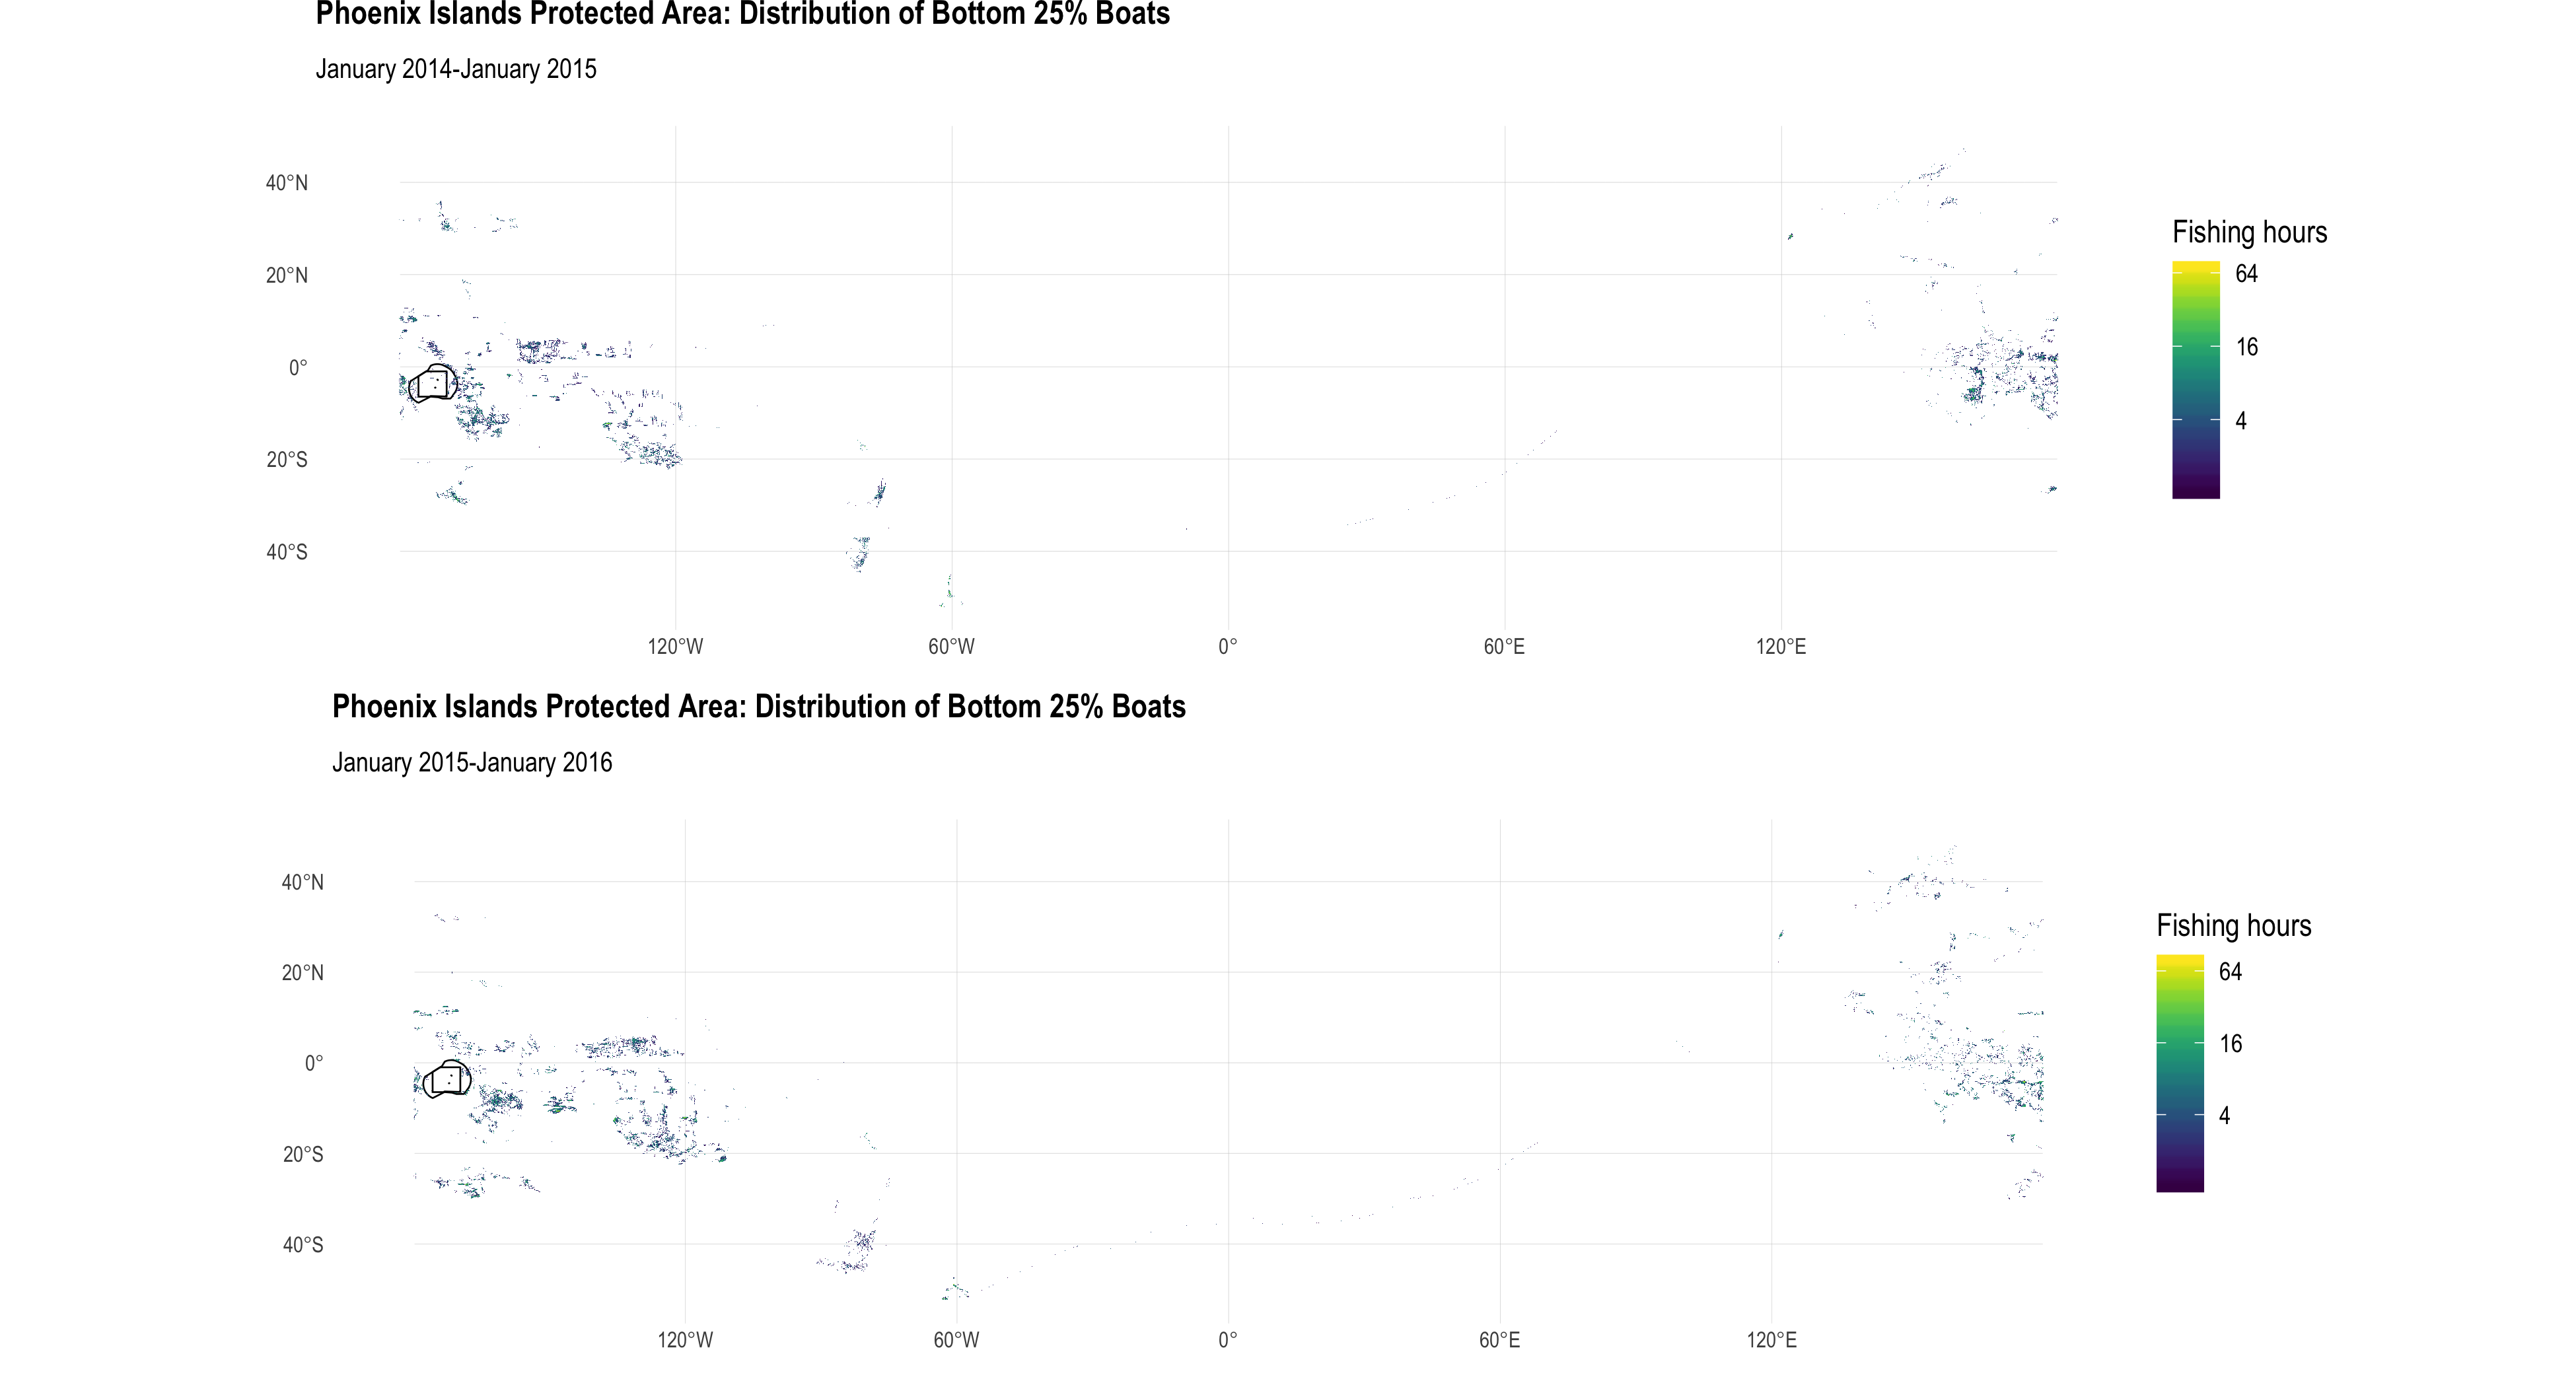 Phoenix Islands Protected Area: Distribution of Bottom 25% Boats
January 2014-January 2015
40°N
20°N
0°
20°S
40°S
120°W 60°W 0° 60°E 120°E
Fishing hours
64
16
4
Phoenix Islands Protected Area: Distribution of Bottom 25% Boats
January 2015-January 2016
40°N
20°N
0°
20°S
40°S
120°W 60°W 0° 60°E 120°E
Fishing hours
64
16
4